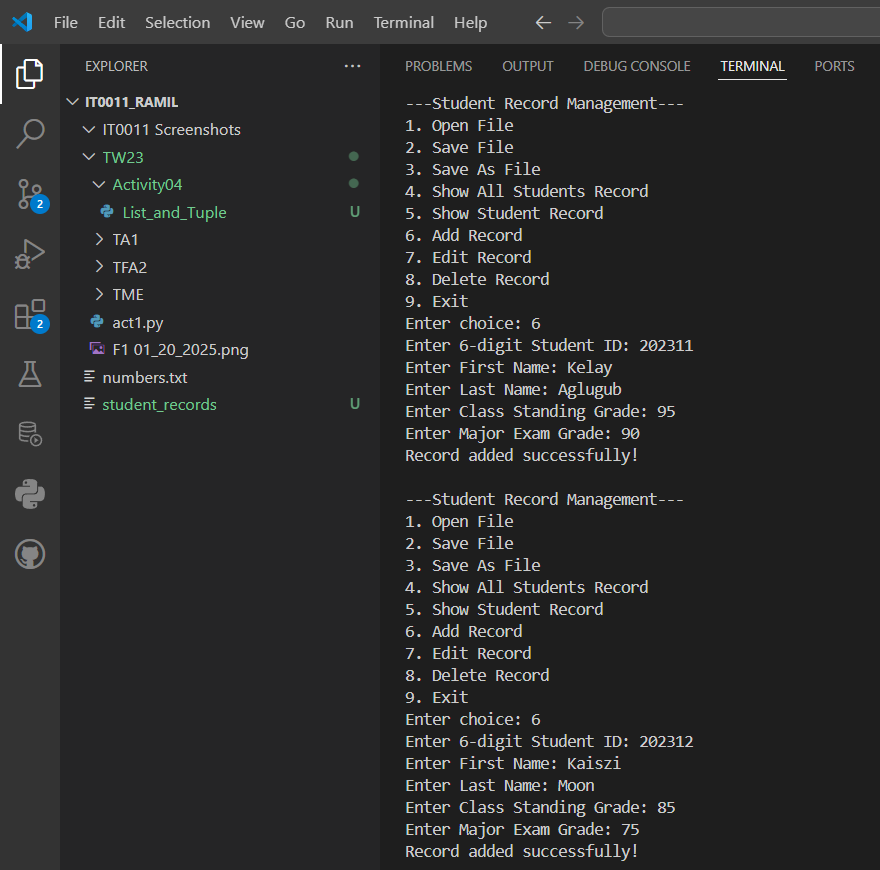 File Edit Selection View Go Run Terminal Help
EXPLORER
IT0011_RAMIL
IT0011 Screenshots
TW23
Activity04
List_and_Tuple U
TA1
TFA2
TME
act1.py
F1 01_20_2025.png
numbers.txt
student_records U
2
2
PROBLEMS OUTPUT DEBUG CONSOLE TERMINAL PORTS
---Student Record Management---
1. Open File
2. Save File
3. Save As File
4. Show All Students Record
5. Show Student Record
6. Add Record
7. Edit Record
8. Delete Record
9. Exit
Enter choice: 6
Enter 6-digit Student ID: 202311
Enter First Name: Kelay
Enter Last Name: Aglugub
Enter Class Standing Grade: 95
Enter Major Exam Grade: 90
Record added successfully!
---Student Record Management---
1. Open File
2. Save File
3. Save As File
4. Show All Students Record
5. Show Student Record
6. Add Record
7. Edit Record
8. Delete Record
9. Exit
Enter choice: 6
Enter 6-digit Student ID: 202312
Enter First Name: Kaiszi
Enter Last Name: Moon
Enter Class Standing Grade: 85
Enter Major Exam Grade: 75
Record added successfully!